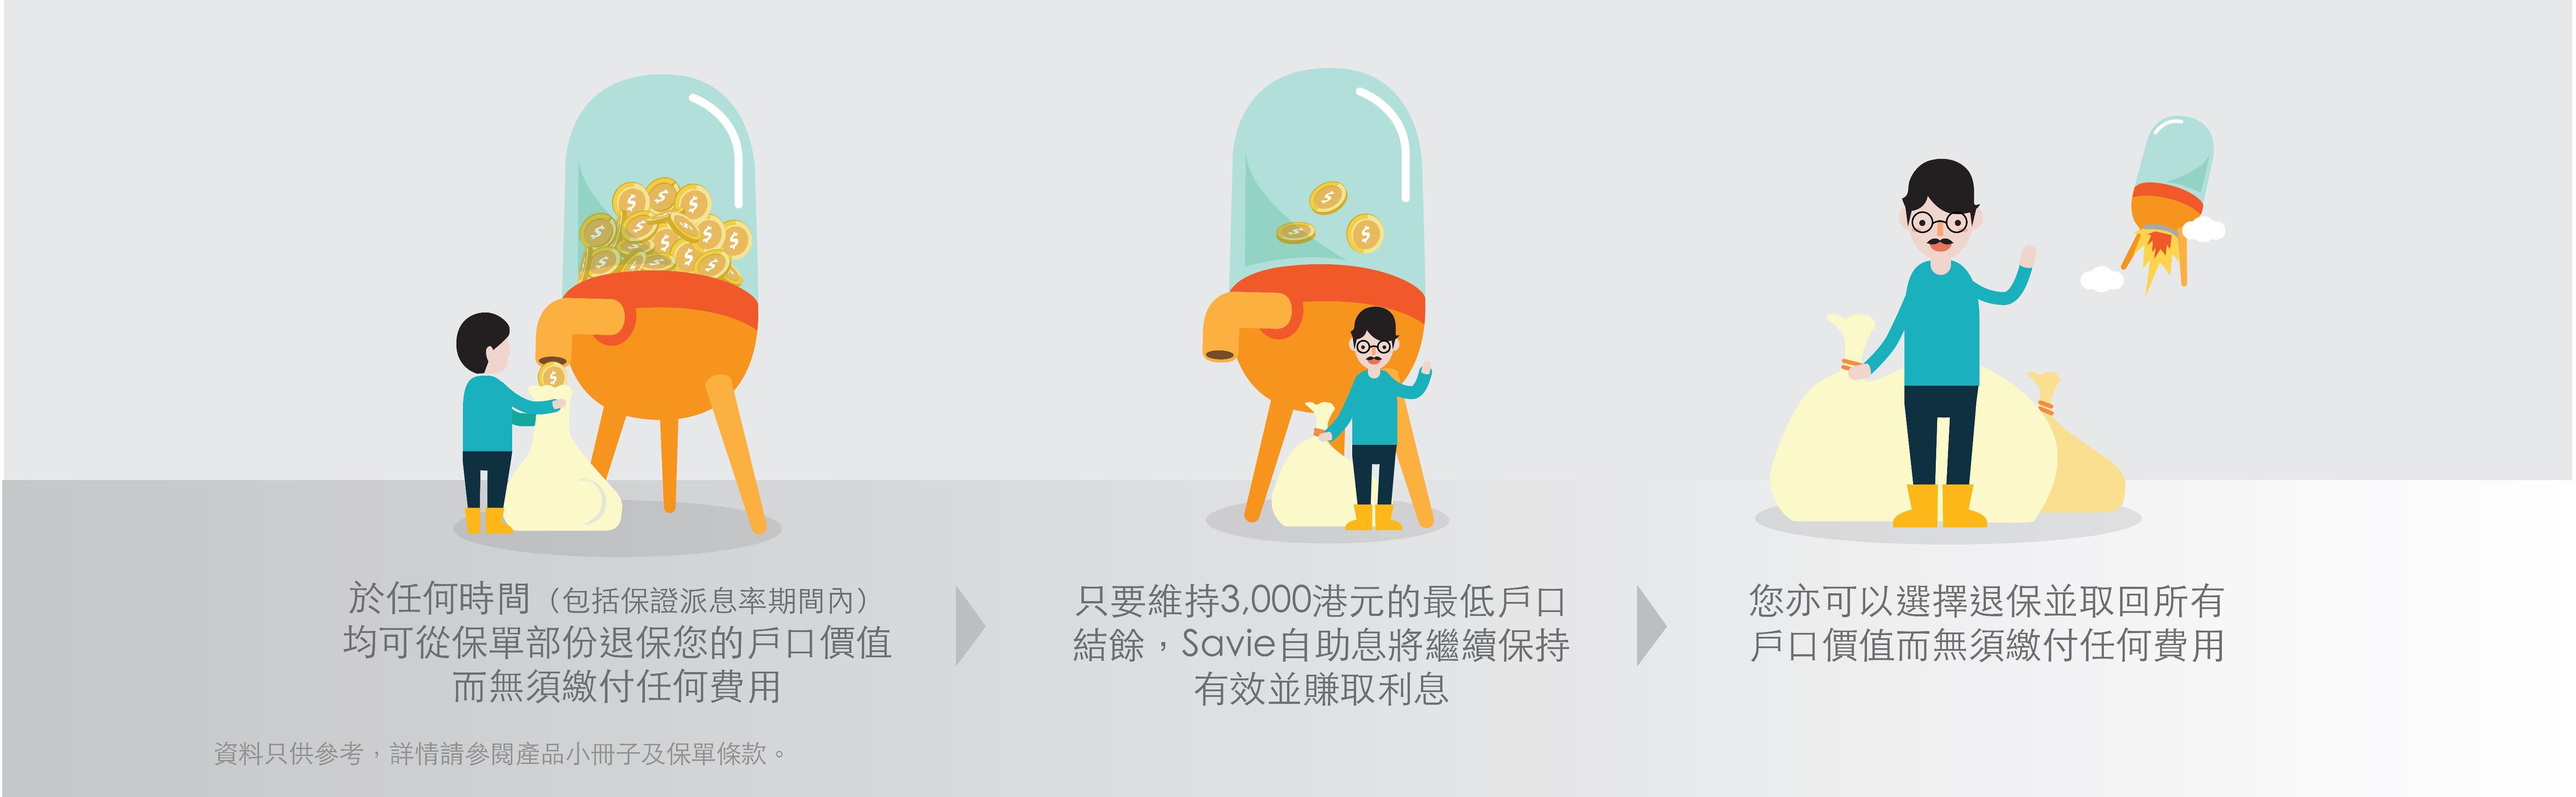 於任何時間（包括保證派息率期間內）
均可從保單部份退保您的戶口價值
而無須繳付任何費用
只要維持3,000港元的最低戶口
結餘，Savie自助息將繼續保持
有效並賺取利息
您亦可以選擇退保並取回所有
戶口價值而無須繳付任何費用
資料只供參考，詳情請參閱產品小冊子及保單條款。